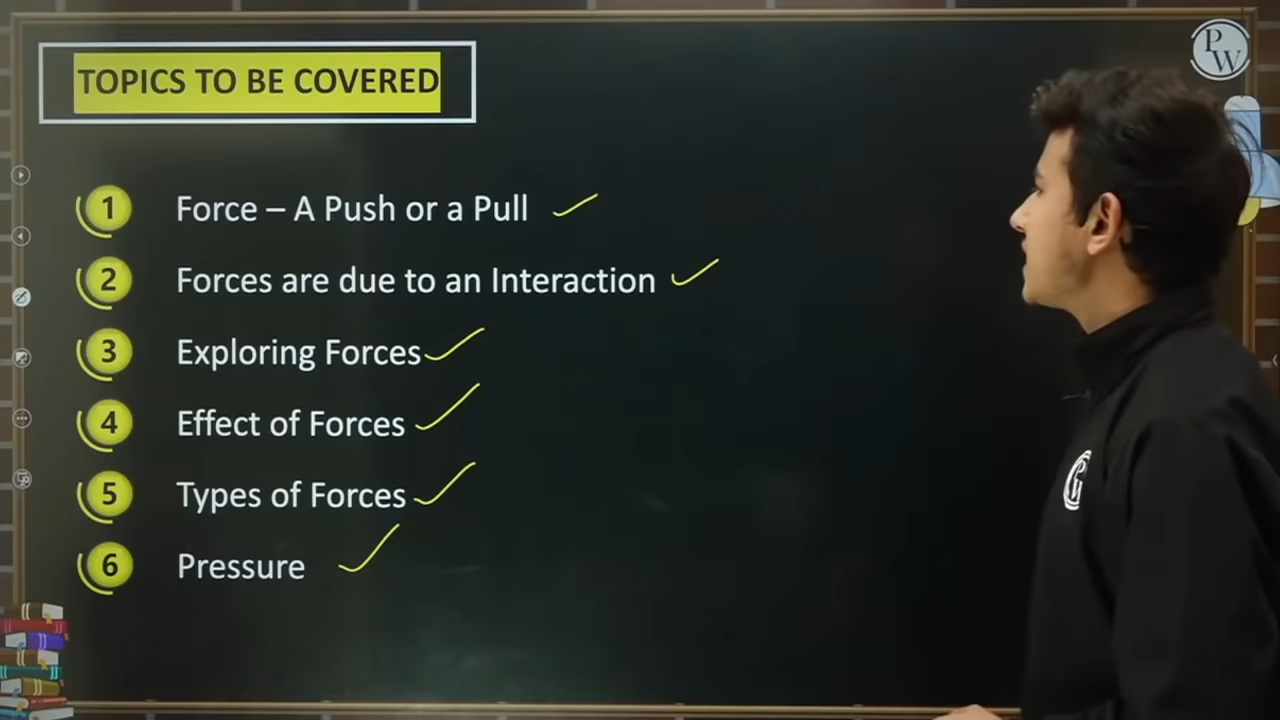 TOPICS TO BE COVERED
PW
1 Force – A Push or a Pull
2 Forces are due to an Interaction
3 Exploring Forces
4 Effect of Forces
5 Types of Forces
6 Pressure